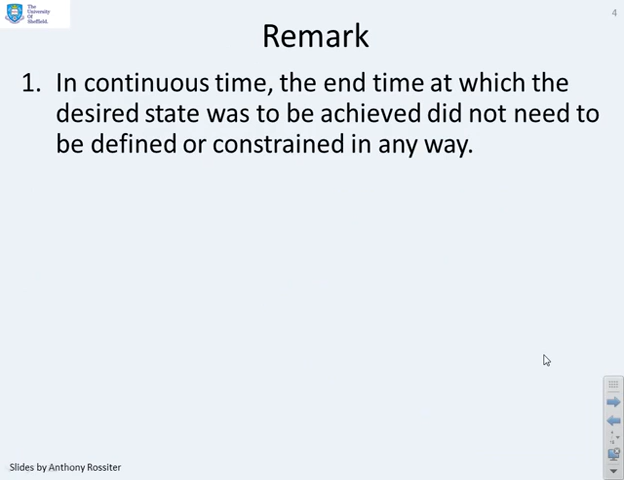 The
University
Of
Sheffield.
4
Remark
1. In continuous time, the end time at which the
desired state was to be achieved did not need to
be defined or constrained in any way.
Slides by Anthony Rossiter